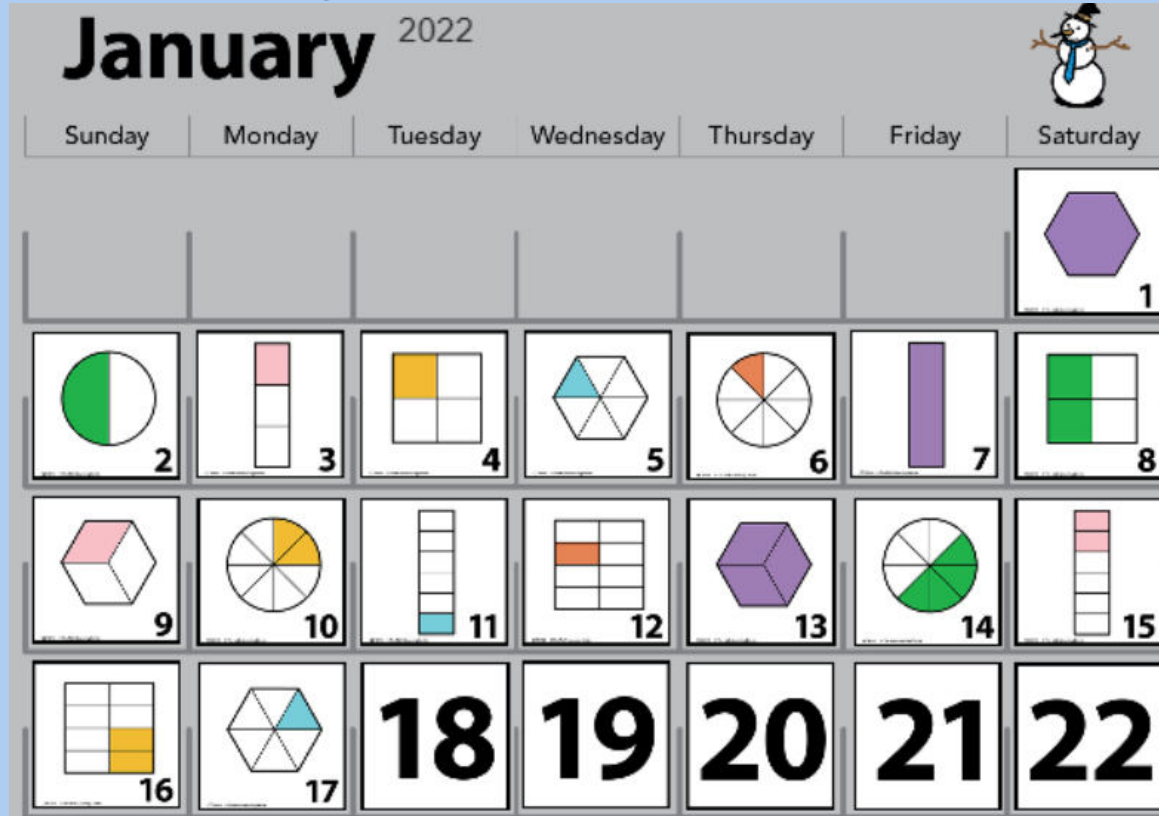 January 2022
Sunday Monday Tuesday Wednesday Thursday Friday Saturday
1
2 3 4 5 6 7 8
9 10 11 12 13 14 15
16 17 18 19 20 21 22